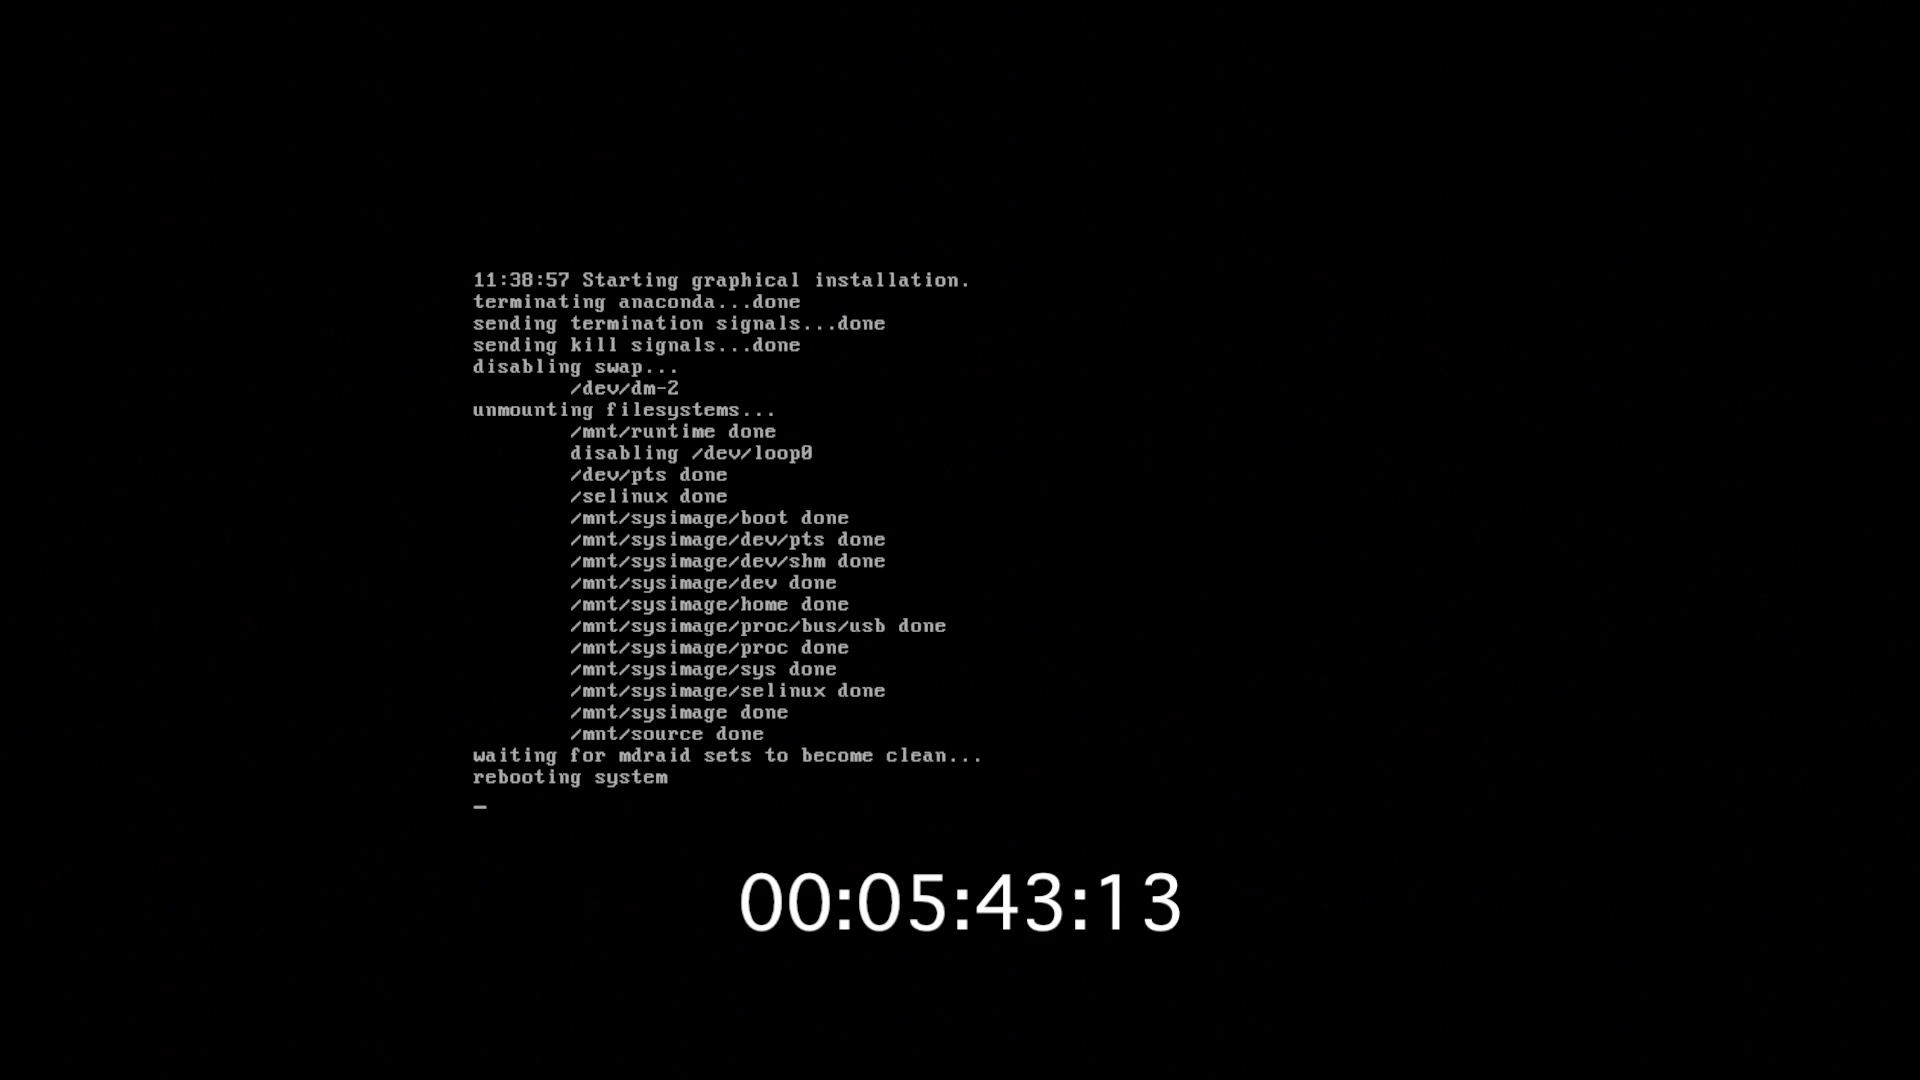 11:38:57 Starting graphical installation.
terminating anaconda...done
sending termination signals...done
sending kill signals...done
disabling swap...
/dev/dm-2
unmounting filesystems...
/mnt/runtime done
disabling /dev/loop0
/dev/pts done
/selinux done
/mnt/sysimage/boot done
/mnt/sysimage/dev/pts done
/mnt/sysimage/dev/shm done
/mnt/sysimage/dev done
/mnt/sysimage/home done
/mnt/sysimage/proc/bus/usb done
/mnt/sysimage/proc done
/mnt/sysimage/sys done
/mnt/sysimage/selinux done
/mnt/sysimage done
/mnt/source done
waiting for mdraid sets to become clean...
rebooting system
_
00:05:43:13